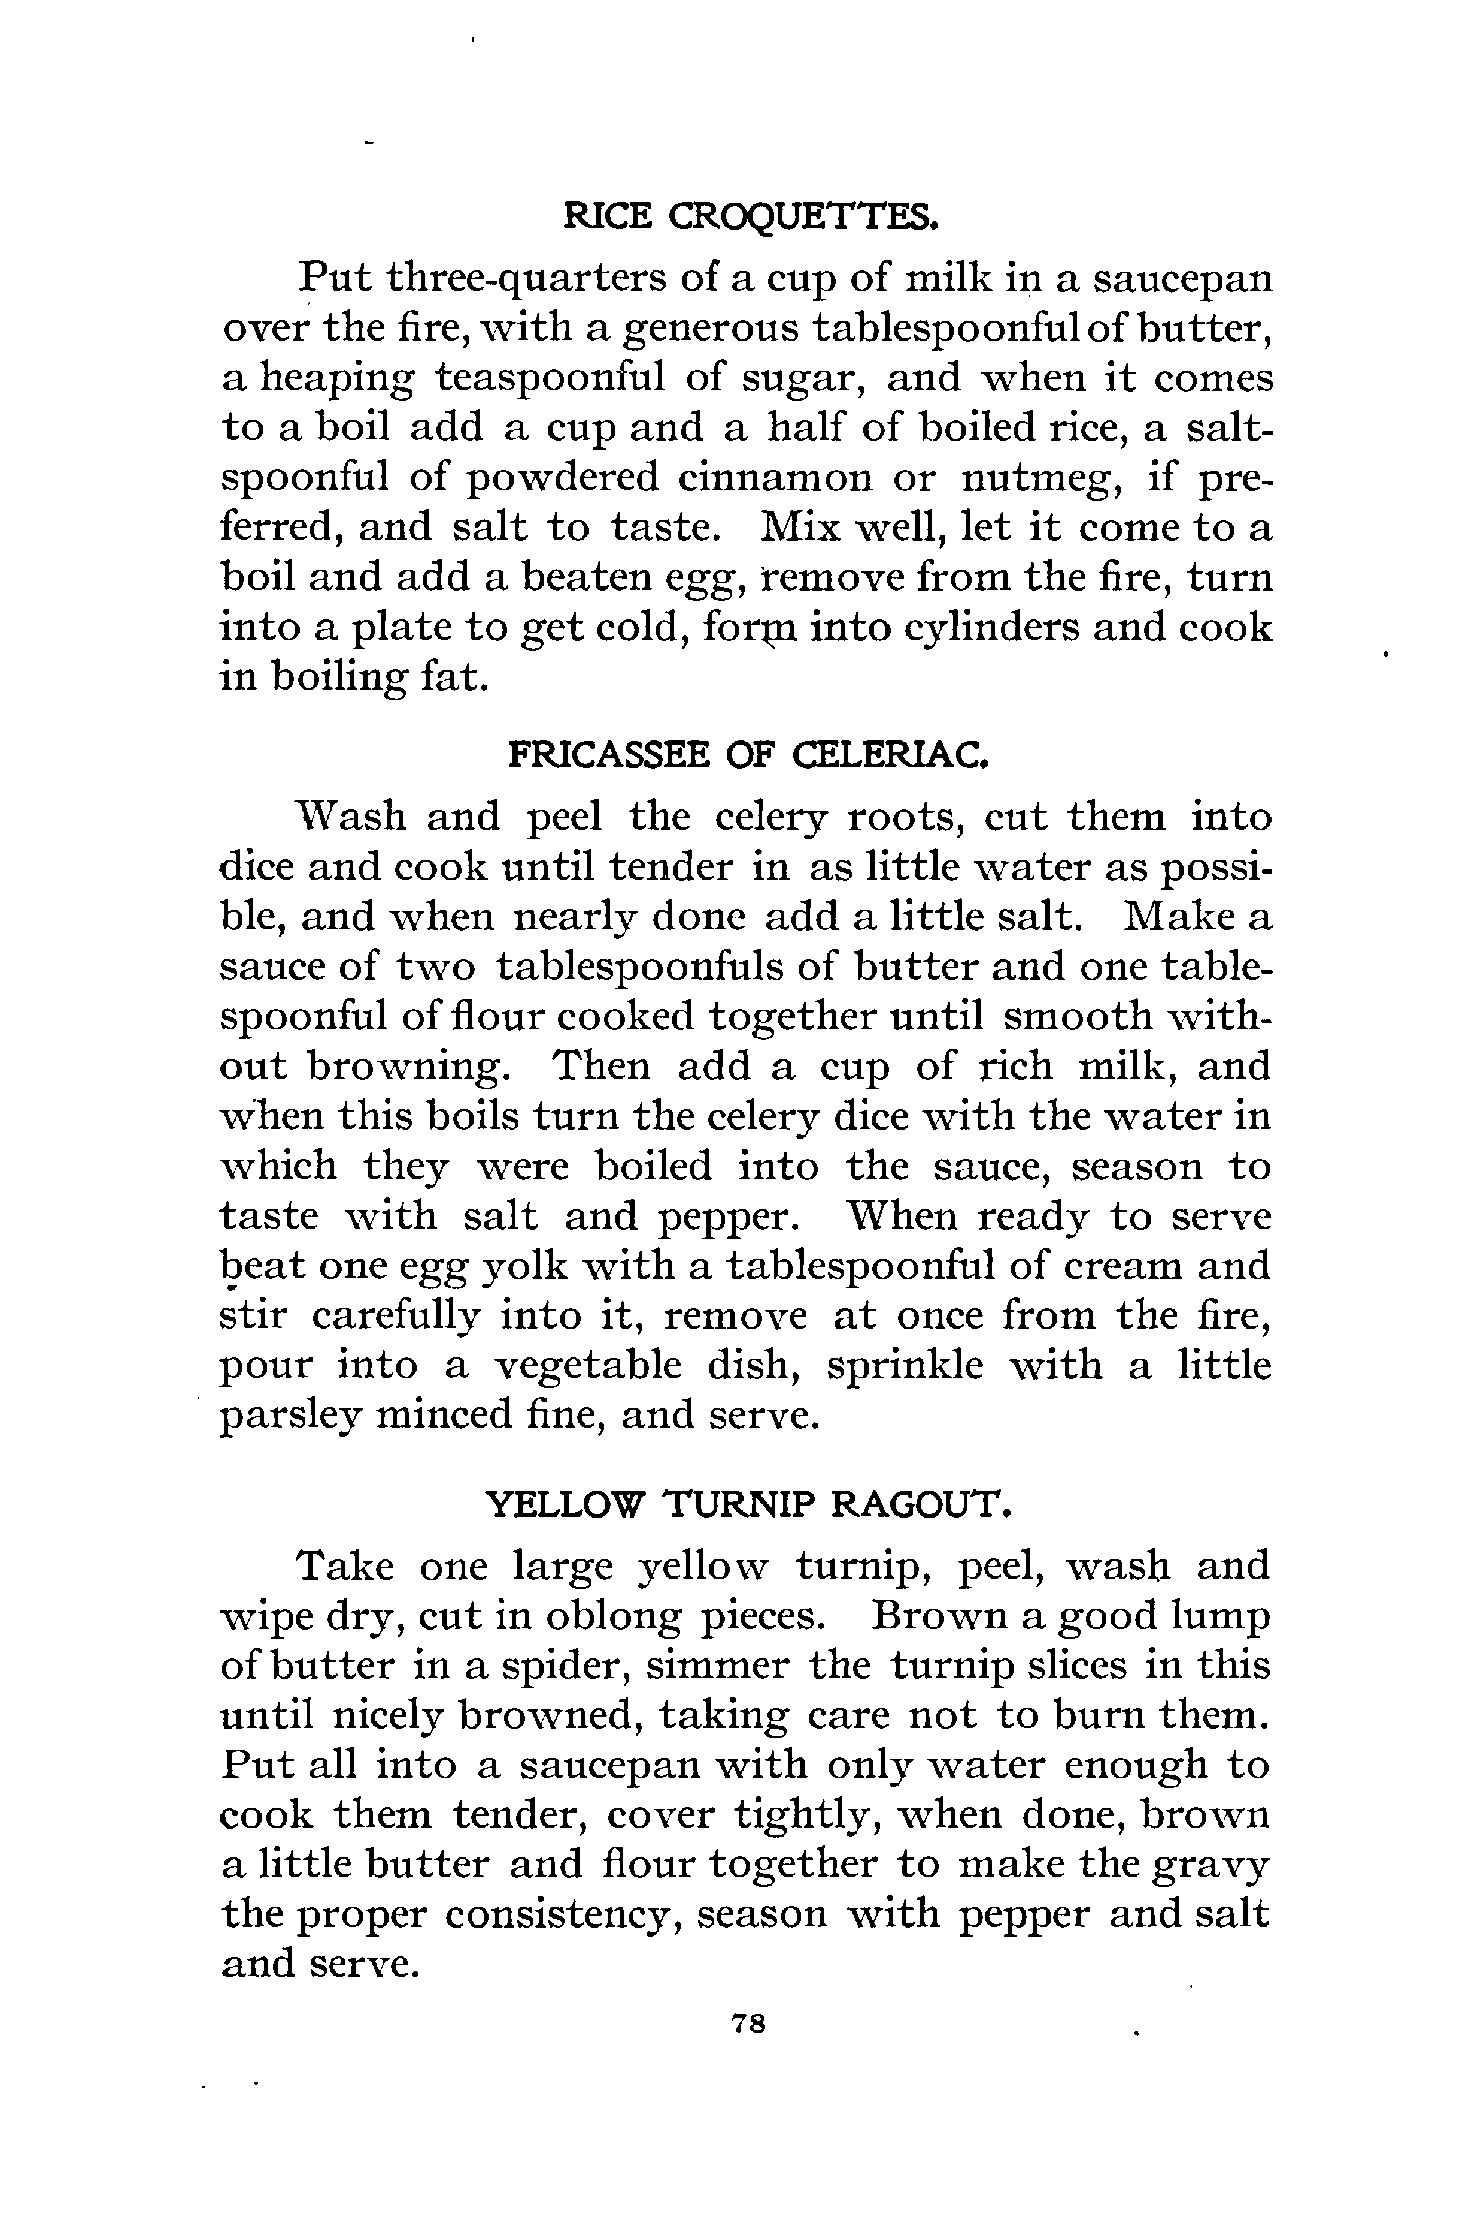 RICE CROQUETTES.
Put three-quarters of a cup of milk in a saucepan
over the fire, with a generous tablespoonful of butter,
a heaping teaspoonful of sugar, and when it comes
to a boil add a cup and a half of boiled rice, a salt-
spoonful of powdered cinnamon or nutmeg, if pre-
ferred, and salt to taste. Mix well, let it come to a
boil and add a beaten egg, remove from the fire, turn
into a plate to get cold, form into cylinders and cook
in boiling fat.
FRICASSEE OF CELERIAC.
Wash and peel the celery roots, cut them into
dice and cook until tender in as little water as possi-
ble, and when nearly done add a little salt. Make a
sauce of two tablespoonfuls of butter and one table-
spoonful of flour cooked together until smooth with-
out browning. Then add a cup of rich milk, and
when this boils turn the celery dice with the water in
which they were boiled into the sauce, season to
taste with salt and pepper. When ready to serve
beat one egg yolk with a tablespoonful of cream and
stir carefully into it, remove at once from the fire,
pour into a vegetable dish, sprinkle with a little
parsley minced fine, and serve.
YELLOW TURNIP RAGOUT.
Take one large yellow turnip, peel, wash and
wipe dry, cut in oblong pieces. Brown a good lump
of butter in a spider, simmer the turnip slices in this
until nicely browned, taking care not to burn them.
Put all into a saucepan with only water enough to
cook them tender, cover tightly, when done, brown
a little butter and flour together to make the gravy
the proper consistency, season with pepper and salt
and serve.
78